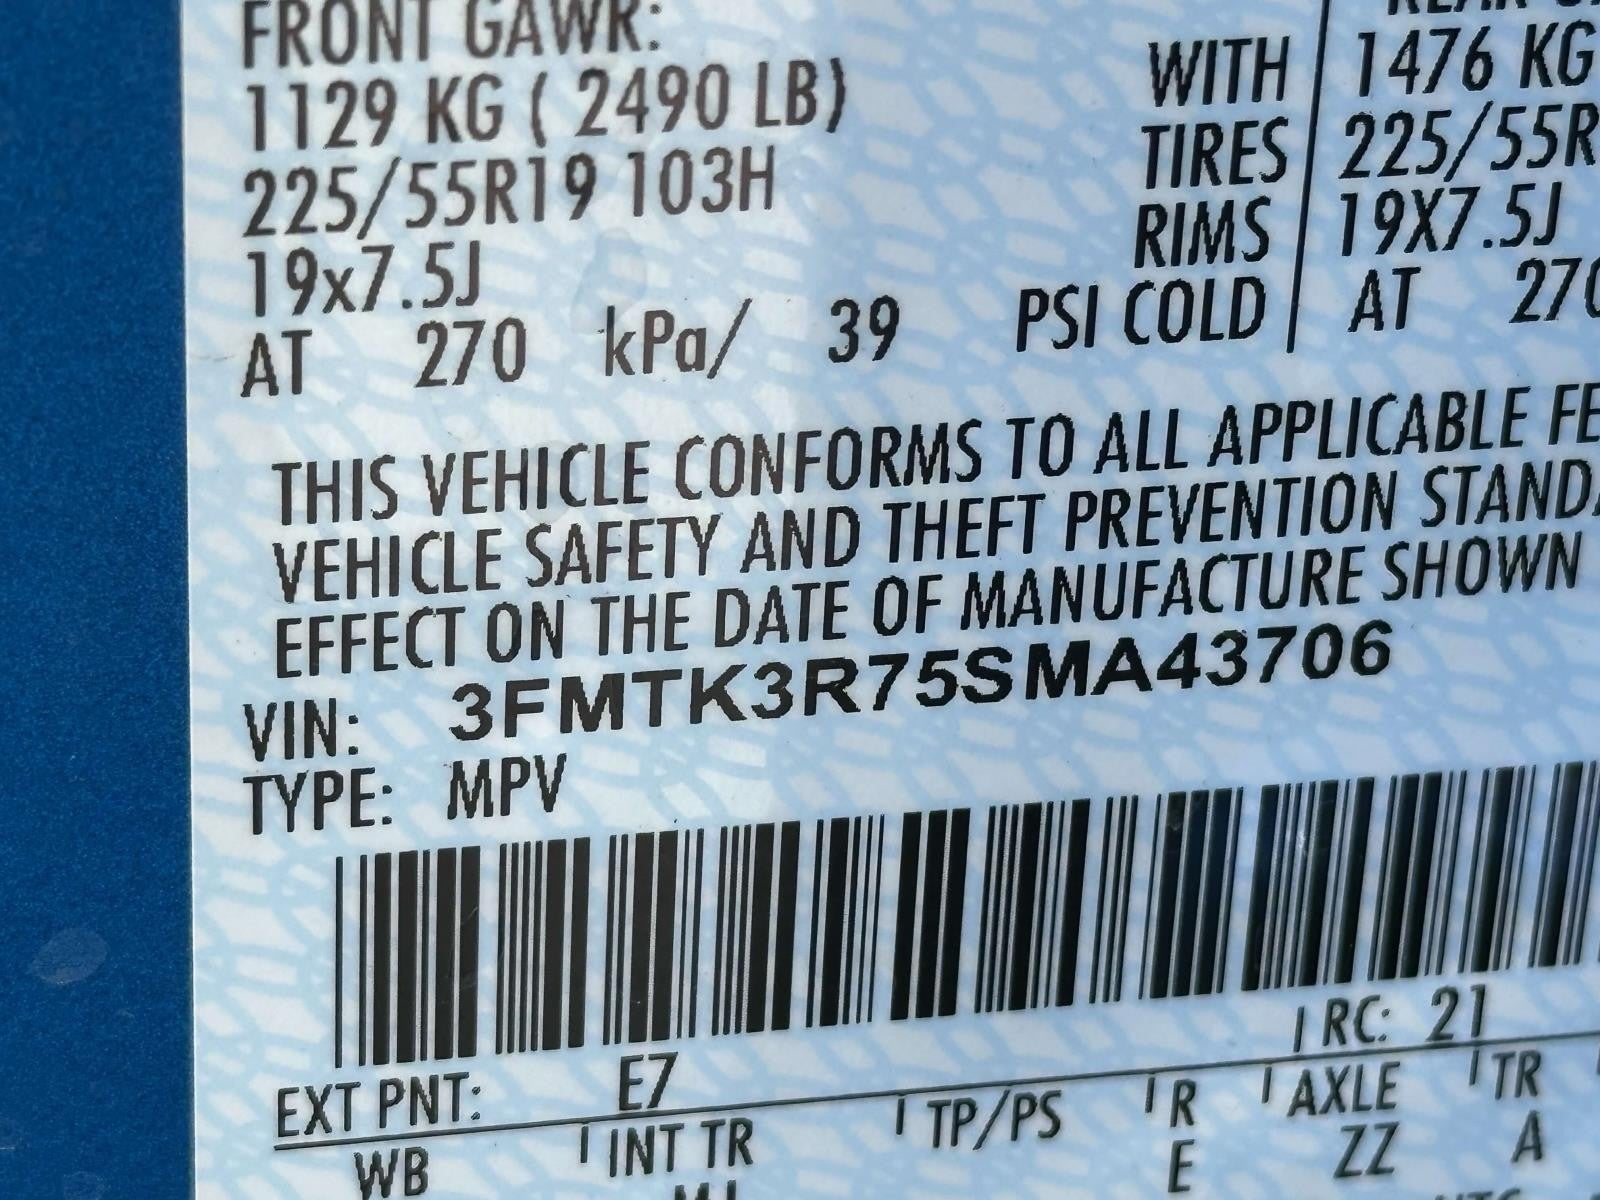 FRONT GAWR:
1129 KG ( 2490 LB)
225/55R19 103H
19x7.5J
AT 270 kPa/ 39 PSI COLD
WITH
TIRES
RIMS
1476 KG
225/55R
19X7.5J
AT 270
THIS VEHICLE CONFORMS TO ALL APPLICABLE FE
VEHICLE SAFETY AND THEFT PREVENTION STANDA
EFFECT ON THE DATE OF MANUFACTURE SHOWN
VIN: 3FMTK3R75SMA43706
TYPE: MPV
EXT PNT: E7 RC: 21
WB INT TR TP/PS R AXLE TR
E ZZ A